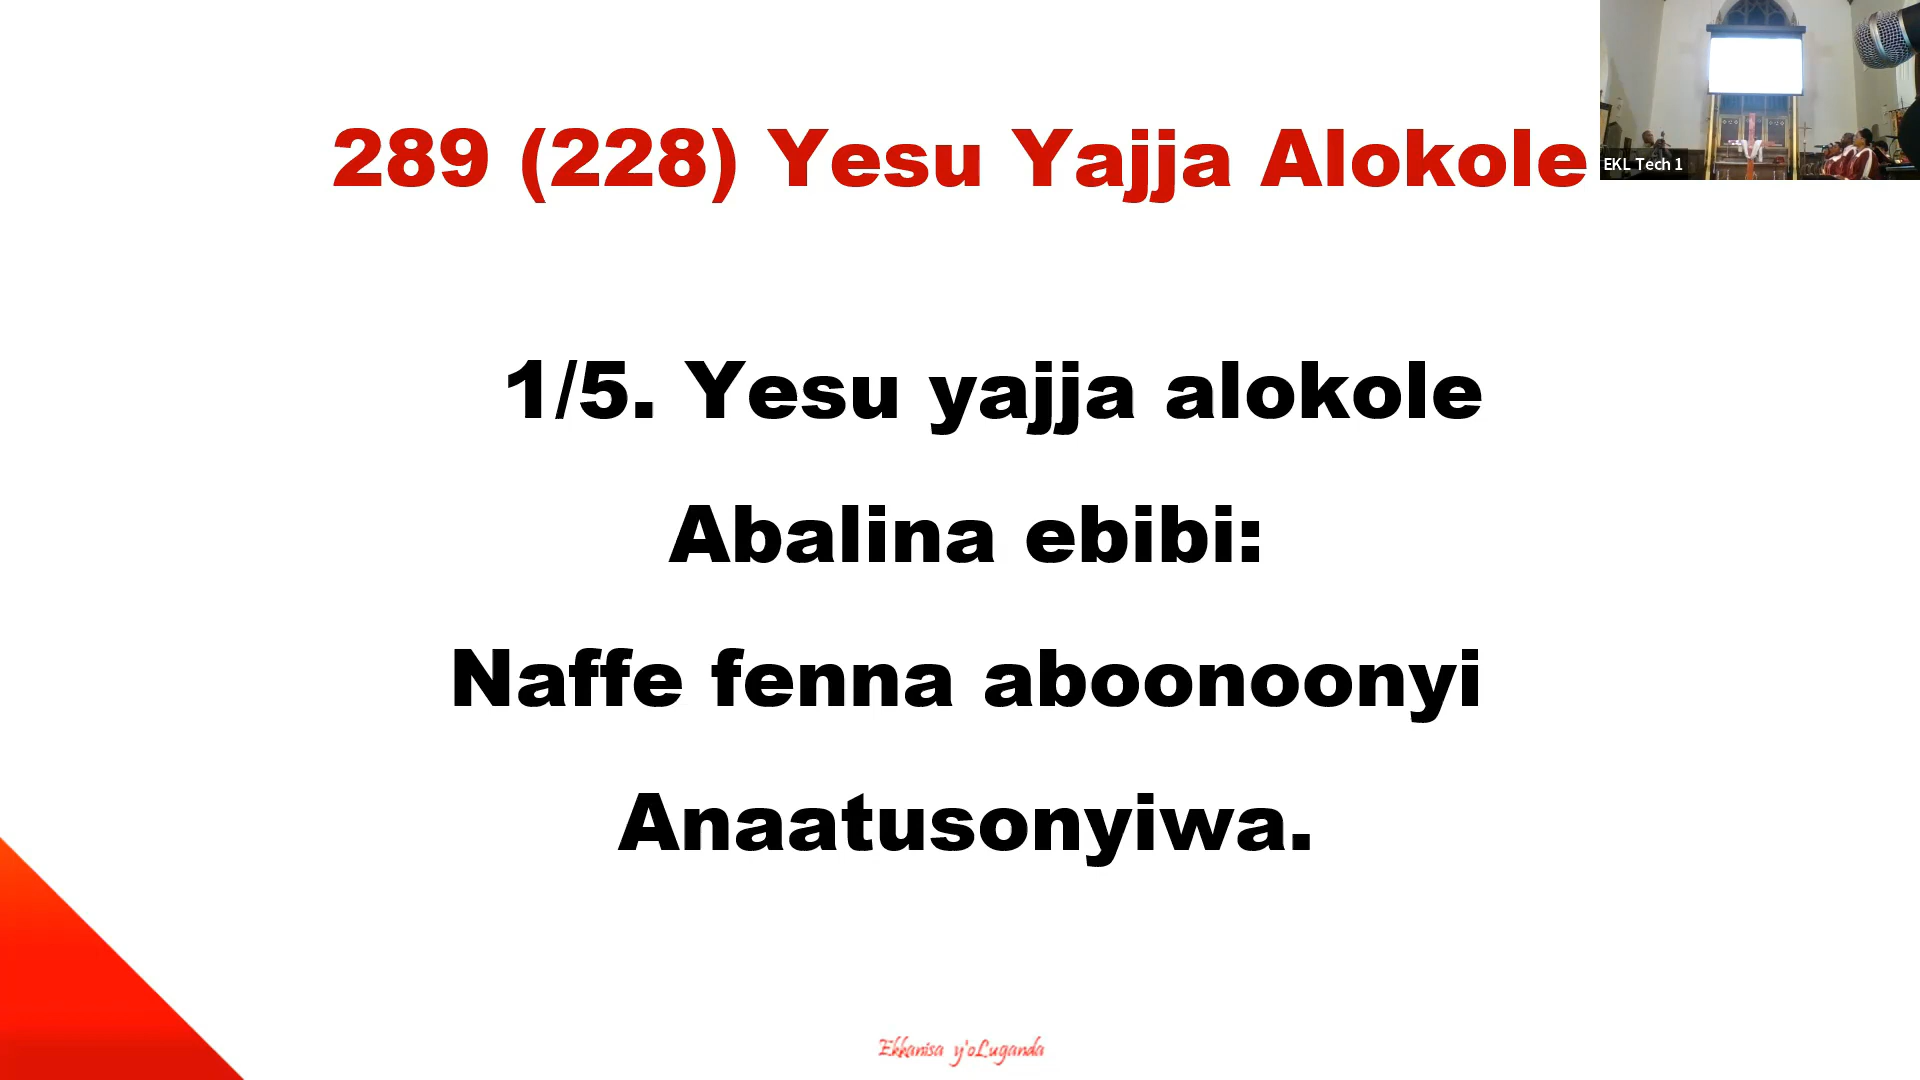 289 (228) Yesu Yajja Alokole
EKL Tech 1
1/5. Yesu yajja alokole
Abalina ebibi:
Naffe fenna aboonoonyi
Anaatusonyiwa.
Ekkanisa y'oLuganda